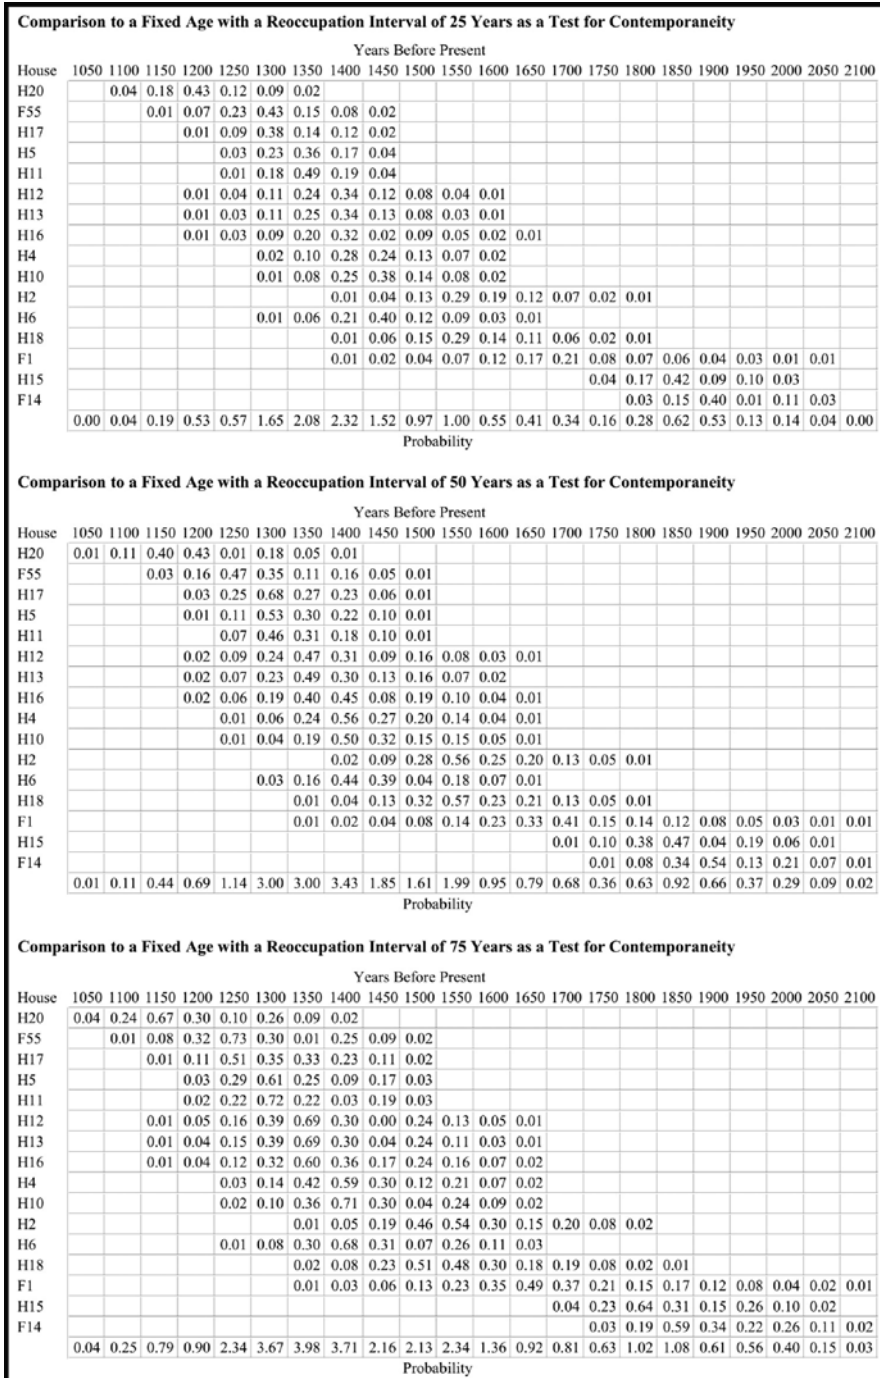 Comparison to a Fixed Age with a Reoccupation Interval of 25 Years as a Test for Contemporaneity
Years Before Present
House 1050 1100 1150 1200 1250 1300 1350 1400 1450 1500 1550 1600 1650 1700 1750 1800 1850 1900 1950 2000 2050 2100
H20 0.04 0.18 0.43 0.12 0.09 0.02
F55 0.01 0.07 0.23 0.43 0.15 0.08 0.02
H17 0.01 0.09 0.38 0.14 0.12 0.02
H5 0.03 0.23 0.36 0.17 0.04
H11 0.01 0.18 0.49 0.19 0.04
H12 0.01 0.04 0.11 0.24 0.34 0.12 0.08 0.04 0.01
H13 0.01 0.03 0.11 0.25 0.34 0.13 0.08 0.03 0.01
H16 0.01 0.03 0.09 0.20 0.32 0.02 0.09 0.05 0.02 0.01
H4 0.02 0.10 0.28 0.24 0.13 0.07 0.02
H10 0.01 0.08 0.25 0.38 0.14 0.08 0.02
H2 0.01 0.04 0.13 0.29 0.19 0.12 0.07 0.02 0.01
H6 0.01 0.06 0.21 0.40 0.12 0.09 0.03 0.01
H18 0.01 0.06 0.15 0.29 0.14 0.11 0.06 0.02 0.01
F1 0.01 0.02 0.04 0.07 0.12 0.17 0.21 0.08 0.07 0.06 0.04 0.03 0.01 0.01
H15 0.04 0.17 0.42 0.09 0.10 0.03
F14 0.03 0.15 0.40 0.01 0.11 0.03
0.00 0.04 0.19 0.53 0.57 1.65 2.08 2.32 1.52 0.97 1.00 0.55 0.41 0.34 0.16 0.28 0.62 0.53 0.13 0.14 0.04 0.00
Probability
Comparison to a Fixed Age with a Reoccupation Interval of 50 Years as a Test for Contemporaneity
Years Before Present
House 1050 1100 1150 1200 1250 1300 1350 1400 1450 1500 1550 1600 1650 1700 1750 1800 1850 1900 1950 2000 2050 2100
H20 0.01 0.11 0.40 0.43 0.01 0.18 0.05 0.01
F55 0.03 0.16 0.47 0.35 0.11 0.16 0.05 0.01
H17 0.03 0.25 0.68 0.27 0.23 0.06 0.01
H5 0.01 0.11 0.53 0.30 0.22 0.10 0.01
H11 0.07 0.46 0.31 0.18 0.10 0.01
H12 0.02 0.09 0.24 0.47 0.31 0.09 0.16 0.08 0.03 0.01
H13 0.02 0.07 0.23 0.49 0.30 0.13 0.16 0.07 0.02
H16 0.02 0.06 0.19 0.40 0.45 0.08 0.19 0.10 0.04 0.01
H4 0.01 0.06 0.24 0.56 0.27 0.20 0.14 0.04 0.01
H10 0.01 0.04 0.19 0.50 0.32 0.15 0.15 0.05 0.01
H2 0.02 0.09 0.28 0.56 0.25 0.20 0.13 0.05 0.01
H6 0.03 0.16 0.44 0.39 0.04 0.18 0.07 0.01
H18 0.01 0.04 0.13 0.32 0.57 0.23 0.21 0.13 0.05 0.01
F1 0.01 0.02 0.04 0.08 0.14 0.23 0.33 0.41 0.15 0.14 0.12 0.08 0.05 0.03 0.01 0.01
H15 0.01 0.10 0.38 0.47 0.04 0.19 0.06 0.01
F14 0.01 0.08 0.34 0.54 0.13 0.21 0.07 0.01
0.01 0.11 0.44 0.69 1.14 3.00 3.00 3.43 1.85 1.61 1.99 0.95 0.79 0.68 0.36 0.63 0.92 0.66 0.37 0.29 0.09 0.02
Probability
Comparison to a Fixed Age with a Reoccupation Interval of 75 Years as a Test for Contemporaneity
Years Before Present
House 1050 1100 1150 1200 1250 1300 1350 1400 1450 1500 1550 1600 1650 1700 1750 1800 1850 1900 1950 2000 2050 2100
H20 0.04 0.24 0.67 0.30 0.10 0.26 0.09 0.02
F55 0.01 0.08 0.32 0.73 0.30 0.01 0.25 0.09 0.02
H17 0.01 0.11 0.51 0.35 0.33 0.23 0.11 0.02
H5 0.03 0.29 0.61 0.25 0.09 0.17 0.03
H11 0.02 0.22 0.72 0.22 0.03 0.19 0.03
H12 0.01 0.05 0.16 0.39 0.69 0.30 0.00 0.24 0.13 0.05 0.01
H13 0.01 0.04 0.15 0.39 0.69 0.30 0.04 0.24 0.11 0.03 0.01
H16 0.01 0.04 0.12 0.32 0.60 0.36 0.17 0.24 0.16 0.07 0.02
H4 0.03 0.14 0.42 0.59 0.30 0.12 0.21 0.07 0.02
H10 0.02 0.10 0.36 0.71 0.30 0.04 0.24 0.09 0.02
H2 0.01 0.05 0.19 0.46 0.54 0.30 0.15 0.20 0.08 0.02
H6 0.01 0.08 0.30 0.68 0.31 0.07 0.26 0.11 0.03
H18 0.02 0.08 0.23 0.51 0.48 0.30 0.18 0.19 0.08 0.02 0.01
F1 0.01 0.03 0.06 0.13 0.23 0.35 0.49 0.37 0.21 0.15 0.17 0.12 0.08 0.04 0.02 0.01
H15 0.04 0.23 0.64 0.31 0.15 0.26 0.10 0.02
F14 0.03 0.19 0.59 0.34 0.22 0.26 0.11 0.02
0.04 0.25 0.79 0.90 2.34 3.67 3.98 3.71 2.16 2.13 2.34 1.36 0.92 0.81 0.63 1.02 1.08 0.61 0.56 0.40 0.15 0.03
Probability